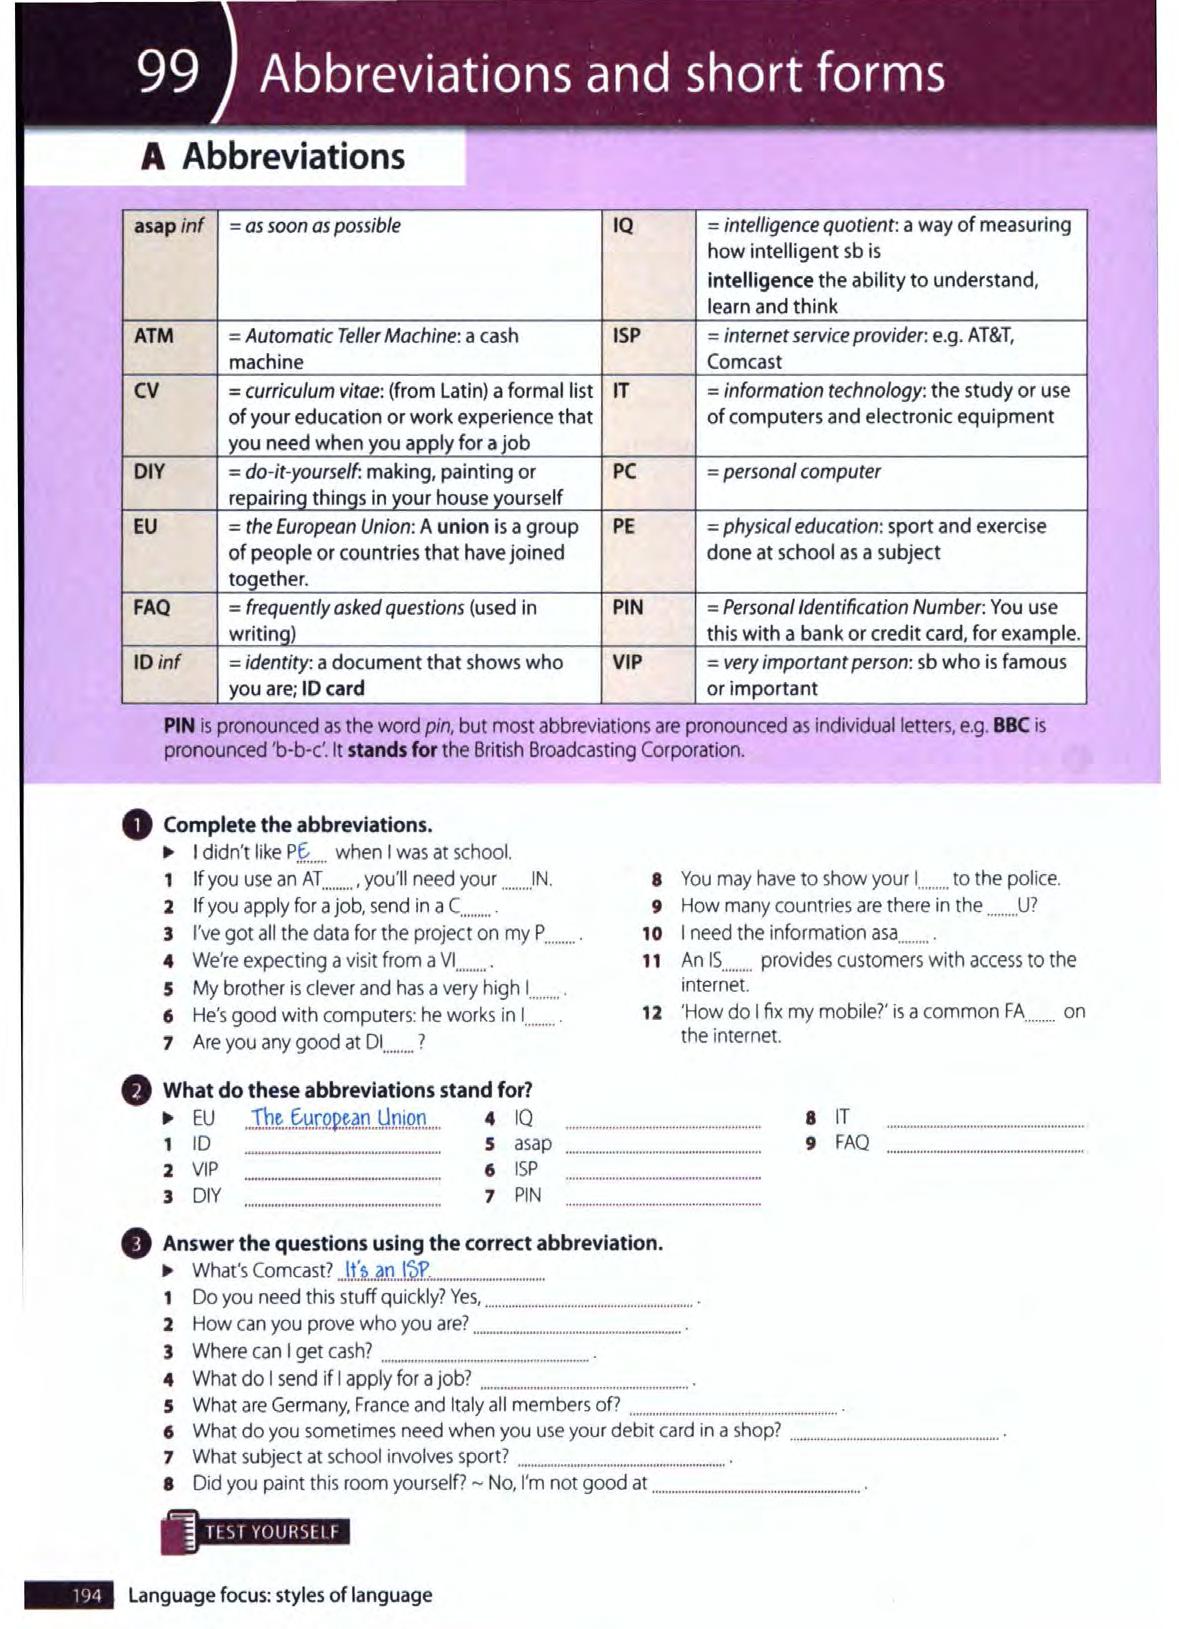 99 Abbreviations and short forms
A Abbreviations
asap inf = as soon as possible
IQ = intelligence quotient: a way of measuring
how intelligent sb is
intelligence the ability to understand,
learn and think
ATM = Automatic Teller Machine: a cash
machine
ISP = internet service provider: e.g. AT&T,
Comcast
CV = curriculum vitae: (from Latin) a formal list
of your education or work experience that
you need when you apply for a job
IT = information technology: the study or use
of computers and electronic equipment
DIY = do-it-yourself: making, painting or
repairing things in your house yourself
PC = personal computer
EU = the European Union: A union is a group
of people or countries that have joined
together.
PE = physical education: sport and exercise
done at school as a subject
FAQ = frequently asked questions (used in
writing)
PIN = Personal Identification Number: You use
this with a bank or credit card, for example.
ID inf = identity: a document that shows who
you are; ID card
VIP = very important person: sb who is famous
or important
PIN is pronounced as the word pin, but most abbreviations are pronounced as individual letters, e.g. BBC is
pronounced 'b-b-c'. It stands for the British Broadcasting Corporation.
1 Complete the abbreviations.
► I didn't like PE...... when I was at school.
1 If you use an AT........, you'll need your ........IN.
2 If you apply for a job, send in a C........ .
3 I've got all the data for the project on my P........ .
4 We're expecting a visit from a VI........ .
5 My brother is clever and has a very high I........ .
6 He's good with computers: he works in I........ .
7 Are you any good at DI........ ?
8 You may have to show your I........ to the police.
9 How many countries are there in the ........U?
10 I need the information asa........ .
11 An IS........ provides customers with access to the
internet.
12 'How do I fix my mobile?' is a common FA........ on
the internet.
2 What do these abbreviations stand for?
► EU The European Union
1 ID ........................
2 VIP ........................
3 DIY ........................
4 IQ ........................
5 asap ........................
6 ISP ........................
7 PIN ........................
8 IT ........................
9 FAQ ........................
3 Answer the questions using the correct abbreviation.
► What's Comcast? It's an ISP.
1 Do you need this stuff quickly? Yes, ........................ .
2 How can you prove who you are? ........................ .
3 Where can I get cash? ........................ .
4 What do I send if I apply for a job? ........................ .
5 What are Germany, France and Italy all members of? ........................ .
6 What do you sometimes need when you use your debit card in a shop? ........................ .
7 What subject at school involves sport? ........................ .
8 Did you paint this room yourself? ~ No, I'm not good at ........................ .
TEST YOURSELF
194 Language focus: styles of language